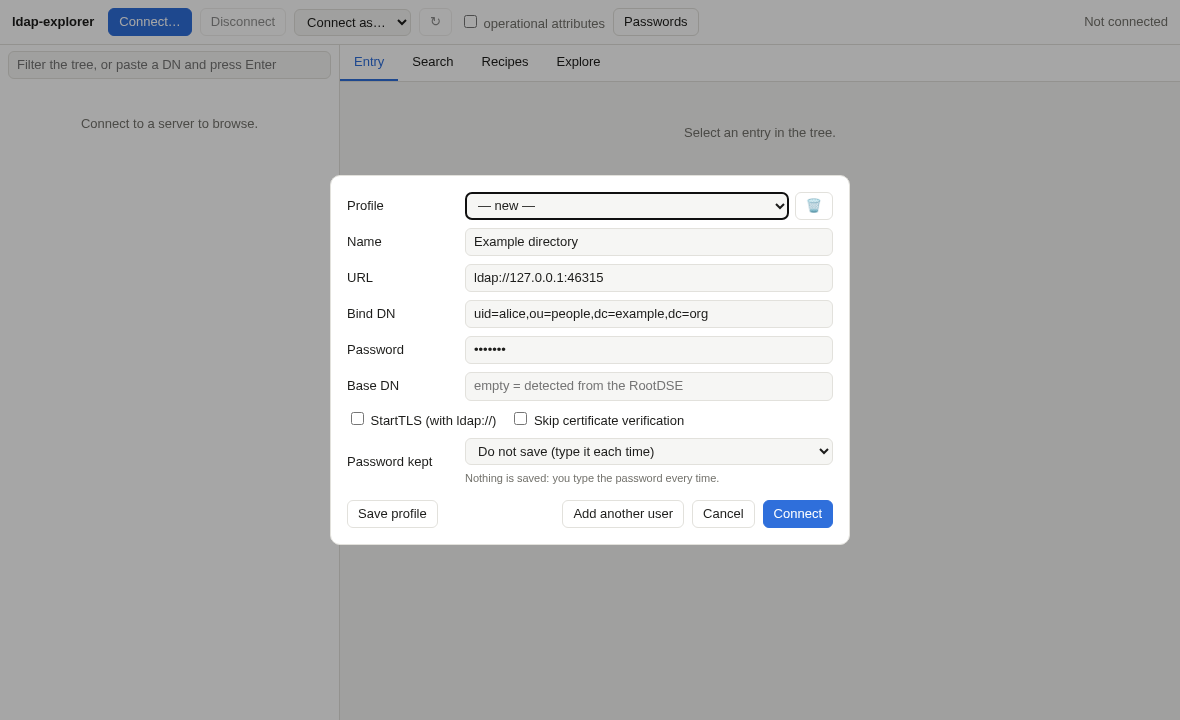 ldap-explorer Connect… Disconnect Connect as… ↻ operational attributes Passwords Not connected
Filter the tree, or paste a DN and press Enter
Entry Search Recipes Explore
Connect to a server to browse.
Select an entry in the tree.
Profile — new —
Name Example directory
URL ldap://127.0.0.1:46315
Bind DN uid=alice,ou=people,dc=example,dc=org
Password •••••••
Base DN empty = detected from the RootDSE
StartTLS (with ldap://) Skip certificate verification
Password kept Do not save (type it each time)
Nothing is saved: you type the password every time.
Save profile Add another user Cancel Connect